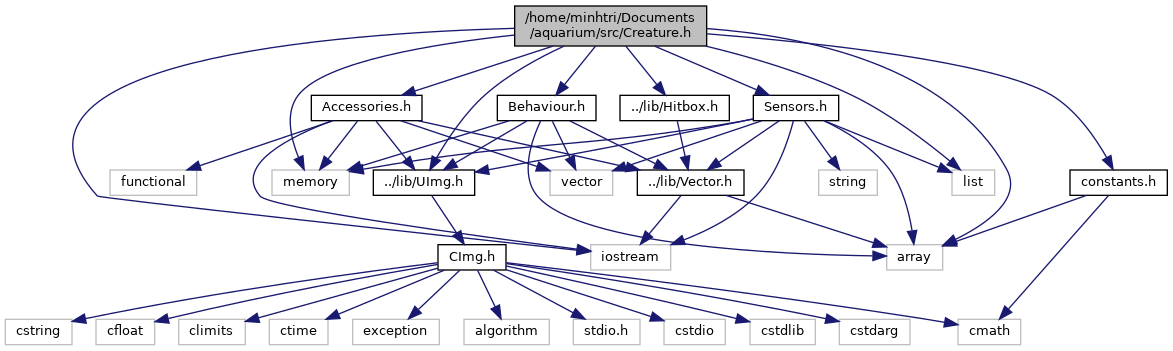 /home/minhtri/Documents
/aquarium/src/Creature.h
Accessories.h
Behaviour.h
../lib/Hitbox.h
Sensors.h
functional
memory
../lib/UImg.h
vector
../lib/Vector.h
string
list
constants.h
CImg.h
iostream
array
cstring
cfloat
climits
ctime
exception
algorithm
stdio.h
cstdio
cstdlib
cstdarg
cmath